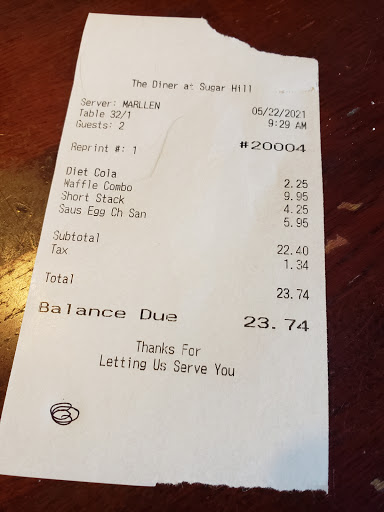 The Diner at Sugar Hill
Server: MARLLEN 05/22/2021
Table 32/1 9:29 AM
Guests: 2
Reprint #: 1 #20004
Diet Cola 2.25
Waffle Combo 9.95
Short Stack 4.25
Saus Egg Ch San 5.95
Subtotal 22.40
Tax 1.34
Total 23.74
Balance Due 23.74
Thanks For
Letting Us Serve You